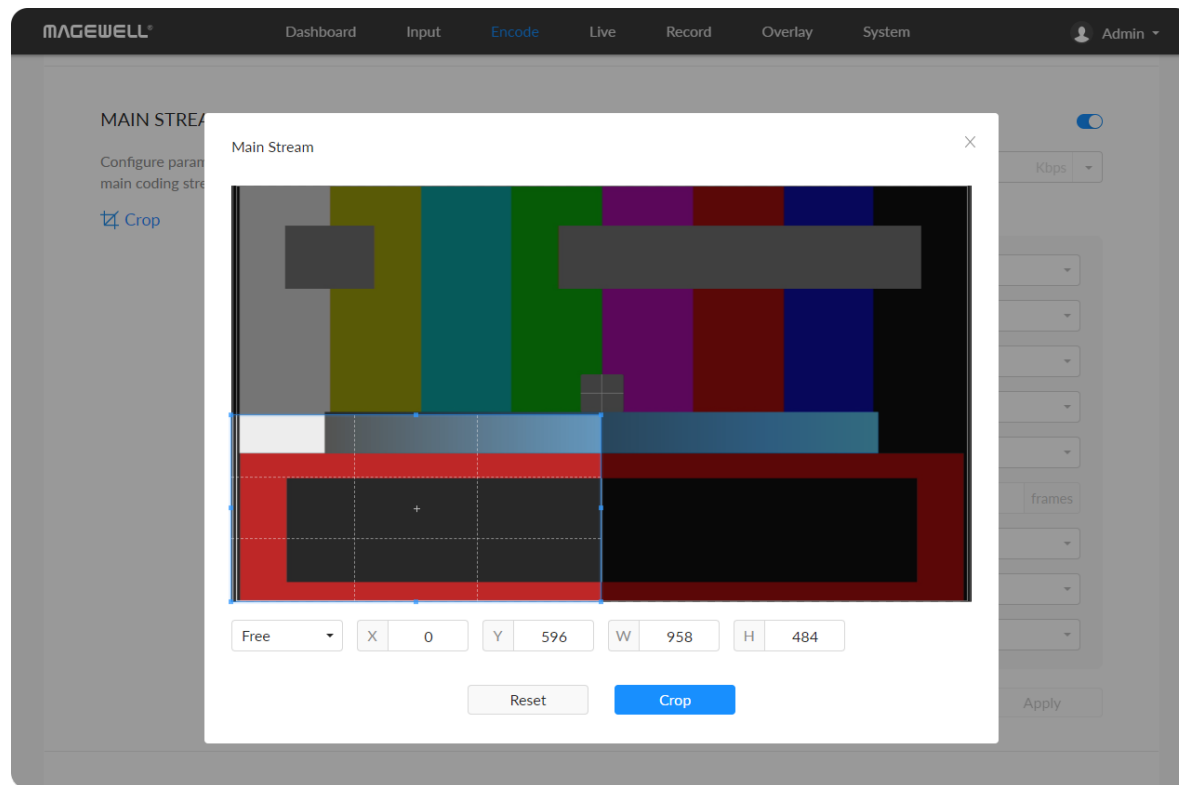 MAGEWELL® Dashboard Input Encode Live Record Overlay System Admin
MAIN STREA
Configure param
main coding stre
Crop
Kbps
frames
Apply
Main Stream
Free X 0 Y 596 W 958 H 484
Reset Crop